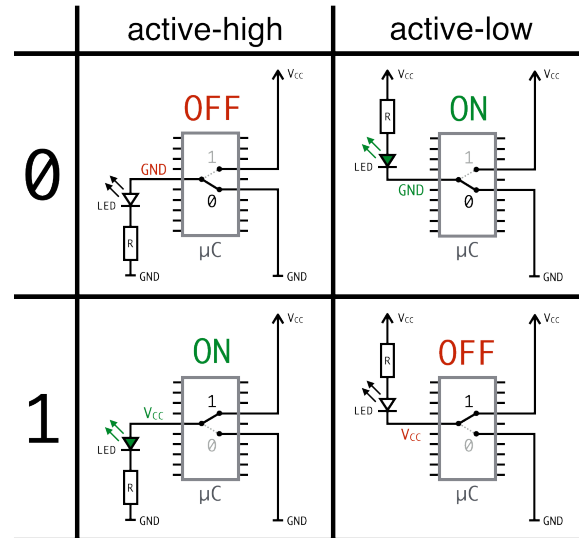 active-high
active-low
0
OFF
Vcc
1
GND
0
LED
R
GND
GND
µC
ON
Vcc
Vcc
R
1
LED
GND
0
GND
µC
1
ON
Vcc
1
Vcc
0
LED
R
GND
GND
µC
OFF
Vcc
Vcc
R
1
LED
Vcc
0
GND
µC